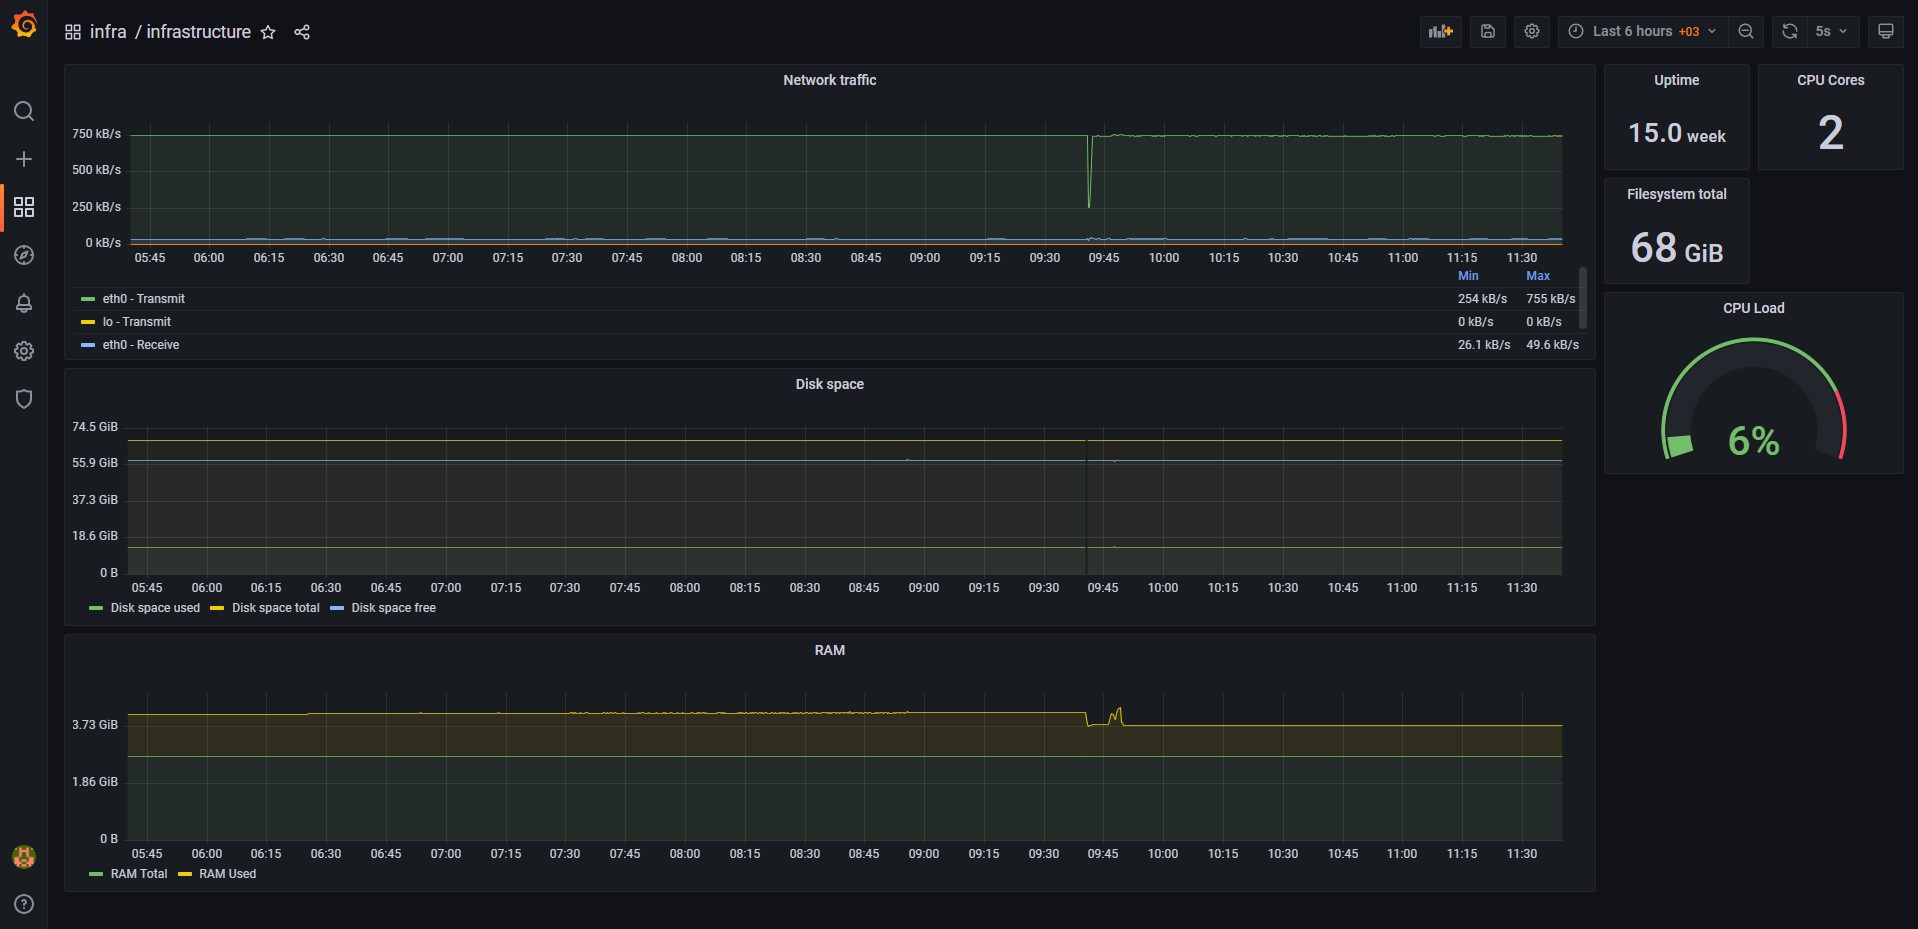 infra / infrastructure
Last 6 hours +03
5s
Network traffic
750 kB/s
500 kB/s
250 kB/s
0 kB/s
05:45 06:00 06:15 06:30 06:45 07:00 07:15 07:30 07:45 08:00 08:15 08:30 08:45 09:00 09:15 09:30 09:45 10:00 10:15 10:30 10:45 11:00 11:15 11:30
Min Max
eth0 - Transmit 254 kB/s 755 kB/s
lo - Transmit 0 kB/s 0 kB/s
eth0 - Receive 26.1 kB/s 49.6 kB/s
Disk space
74.5 GiB
55.9 GiB
37.3 GiB
18.6 GiB
0 B
05:45 06:00 06:15 06:30 06:45 07:00 07:15 07:30 07:45 08:00 08:15 08:30 08:45 09:00 09:15 09:30 09:45 10:00 10:15 10:30 10:45 11:00 11:15 11:30
Disk space used Disk space total Disk space free
RAM
3.73 GiB
1.86 GiB
0 B
05:45 06:00 06:15 06:30 06:45 07:00 07:15 07:30 07:45 08:00 08:15 08:30 08:45 09:00 09:15 09:30 09:45 10:00 10:15 10:30 10:45 11:00 11:15 11:30
RAM Total RAM Used
Uptime
15.0 week
CPU Cores
2
Filesystem total
68 GiB
CPU Load
6%